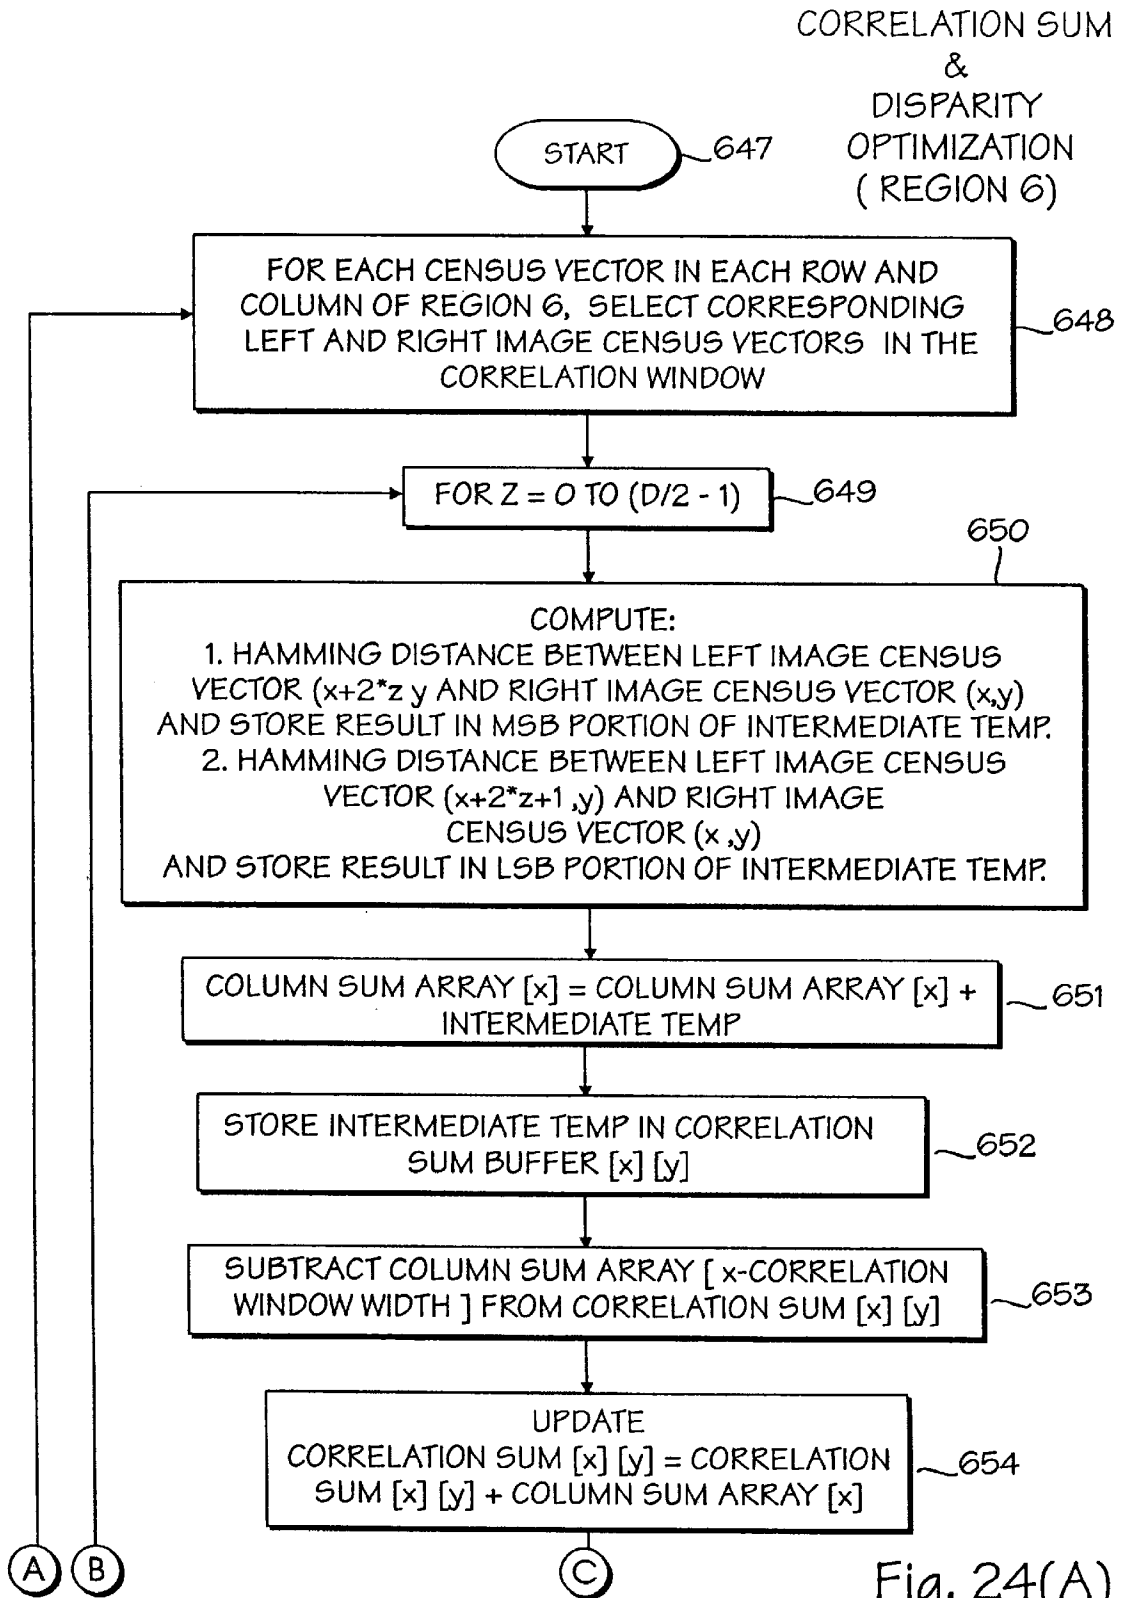 CORRELATION SUM
&
DISPARITY
OPTIMIZATION
( REGION 6)
START
647
FOR EACH CENSUS VECTOR IN EACH ROW AND
COLUMN OF REGION 6, SELECT CORRESPONDING
LEFT AND RIGHT IMAGE CENSUS VECTORS IN THE
CORRELATION WINDOW
648
FOR Z = 0 TO (D/2 - 1)
649
650
COMPUTE:
1. HAMMING DISTANCE BETWEEN LEFT IMAGE CENSUS
VECTOR (x+2*z y AND RIGHT IMAGE CENSUS VECTOR (x,y)
AND STORE RESULT IN MSB PORTION OF INTERMEDIATE TEMP.
2. HAMMING DISTANCE BETWEEN LEFT IMAGE CENSUS
VECTOR (x+2*z+1 ,y) AND RIGHT IMAGE
CENSUS VECTOR (x ,y)
AND STORE RESULT IN LSB PORTION OF INTERMEDIATE TEMP.
COLUMN SUM ARRAY [x] = COLUMN SUM ARRAY [x] +
INTERMEDIATE TEMP
651
STORE INTERMEDIATE TEMP IN CORRELATION
SUM BUFFER [x] [y]
652
SUBTRACT COLUMN SUM ARRAY [ x-CORRELATION
WINDOW WIDTH ] FROM CORRELATION SUM [x] [y]
653
UPDATE
CORRELATION SUM [x] [y] = CORRELATION
SUM [x] [y] + COLUMN SUM ARRAY [x]
654
A
B
C
Fig. 24(A)